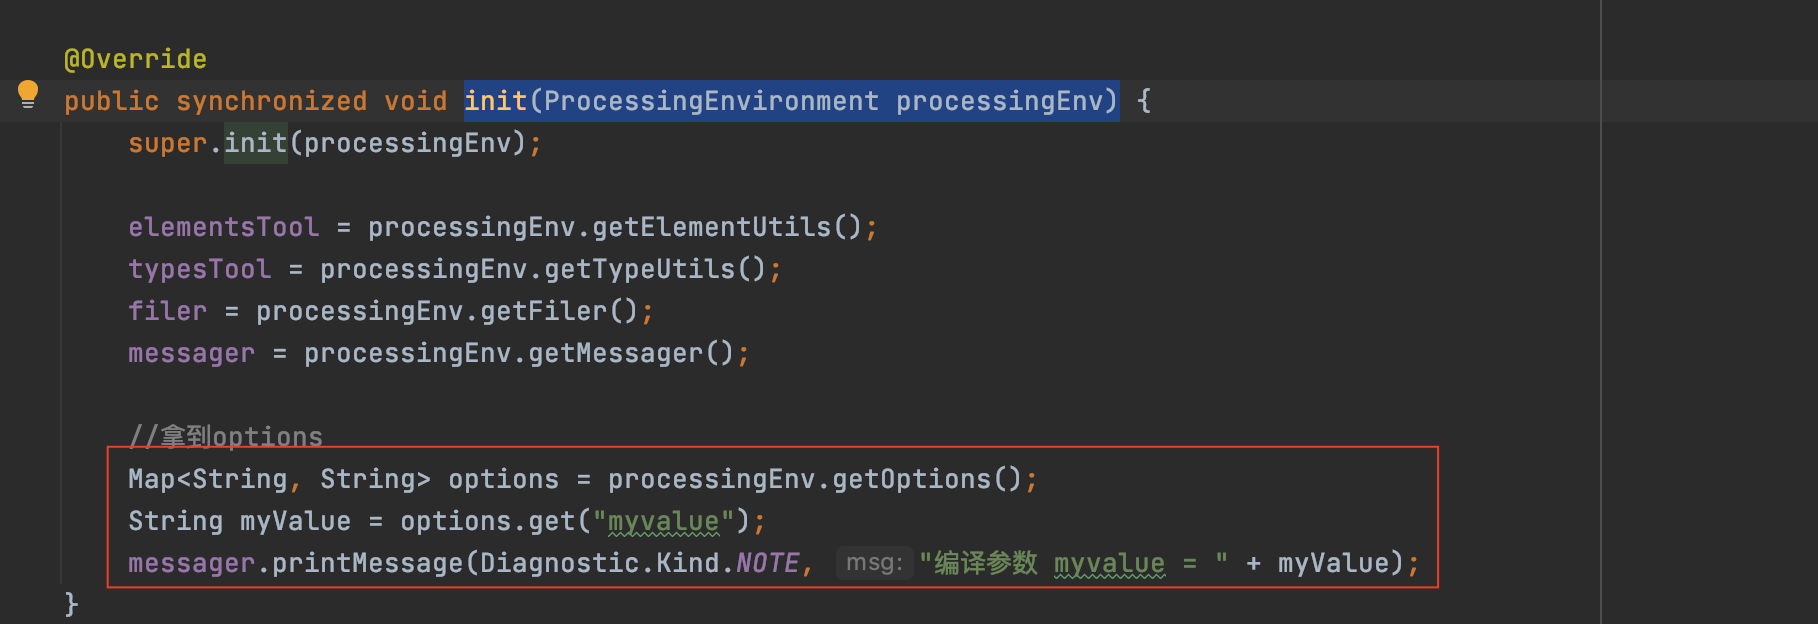 @Override
public synchronized void init(ProcessingEnvironment processingEnv) {
super.init(processingEnv);
elementsTool = processingEnv.getElementUtils();
typesTool = processingEnv.getTypeUtils();
filer = processingEnv.getFiler();
messager = processingEnv.getMessager();
//拿到options
Map<String, String> options = processingEnv.getOptions();
String myValue = options.get("myvalue");
messager.printMessage(Diagnostic.Kind.NOTE, msg: "编译参数 myvalue = " + myValue);
}